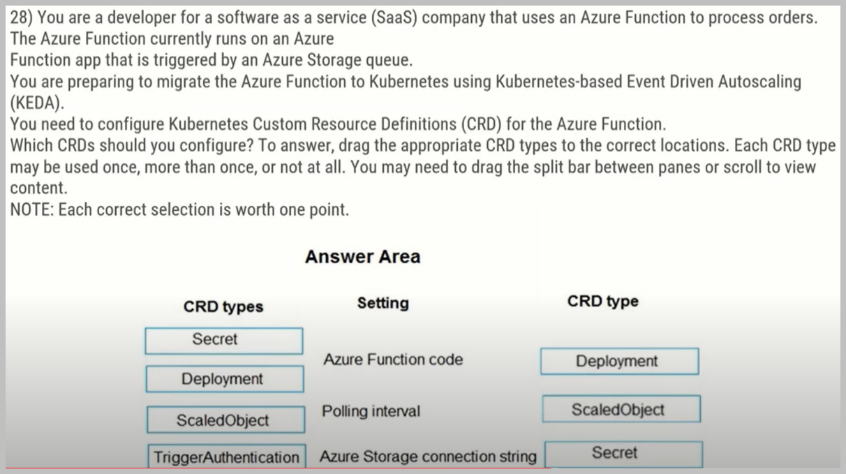 28) You are a developer for a software as a service (SaaS) company that uses an Azure Function to process orders.
The Azure Function currently runs on an Azure
Function app that is triggered by an Azure Storage queue.
You are preparing to migrate the Azure Function to Kubernetes using Kubernetes-based Event Driven Autoscaling
(KEDA).
You need to configure Kubernetes Custom Resource Definitions (CRD) for the Azure Function.
Which CRDs should you configure? To answer, drag the appropriate CRD types to the correct locations. Each CRD type
may be used once, more than once, or not at all. You may need to drag the split bar between panes or scroll to view
content.
NOTE: Each correct selection is worth one point.
Answer Area
CRD types Setting CRD type
Secret
Azure Function code Deployment
Deployment
Polling interval ScaledObject
ScaledObject
TriggerAuthentication Azure Storage connection string Secret